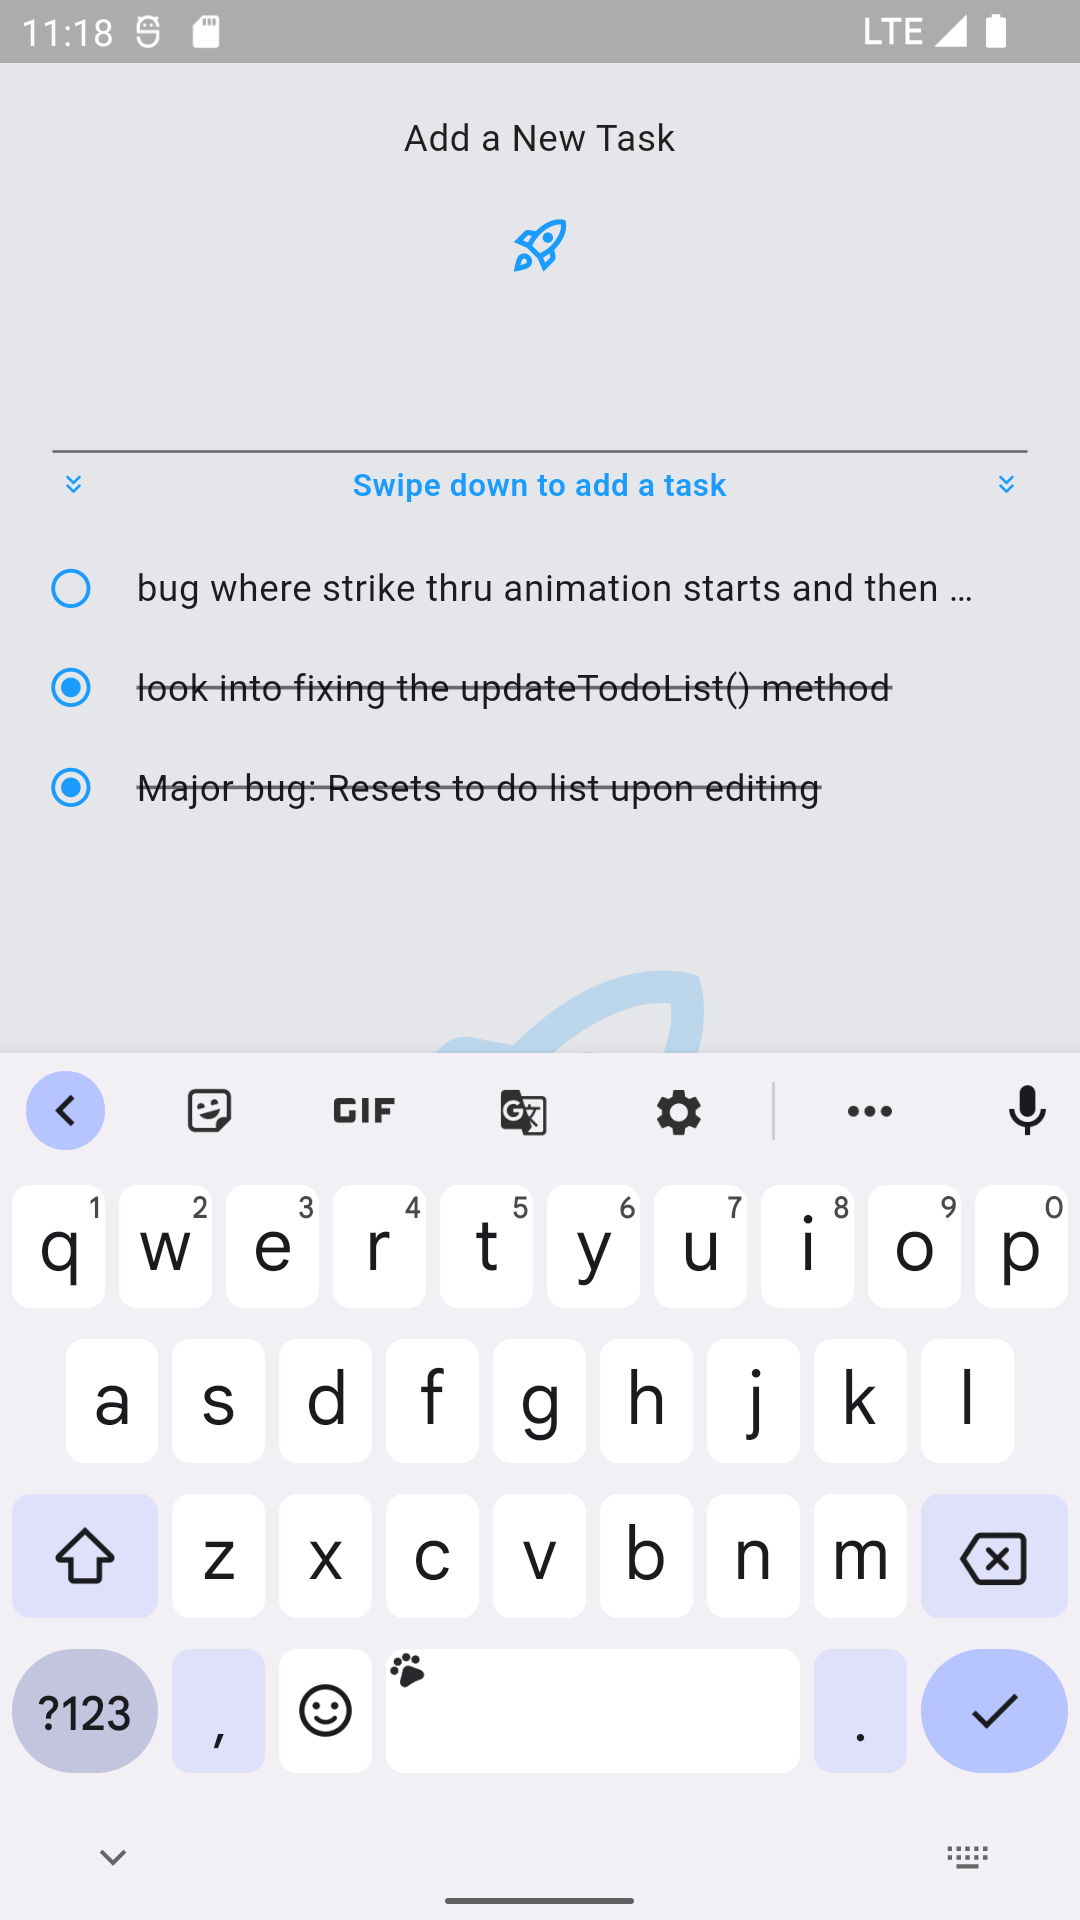 11:18 LTE
Add a New Task
Swipe down to add a task
bug where strike thru animation starts and then …
look into fixing the updateTodoList() method
Major bug: Resets to do list upon editing
GIF G 文
q 1 w 2 e 3 r 4 t 5 y 6 u 7 i 8 o 9 p 0
a s d f g h j k l
z x c v b n m
?123 , .